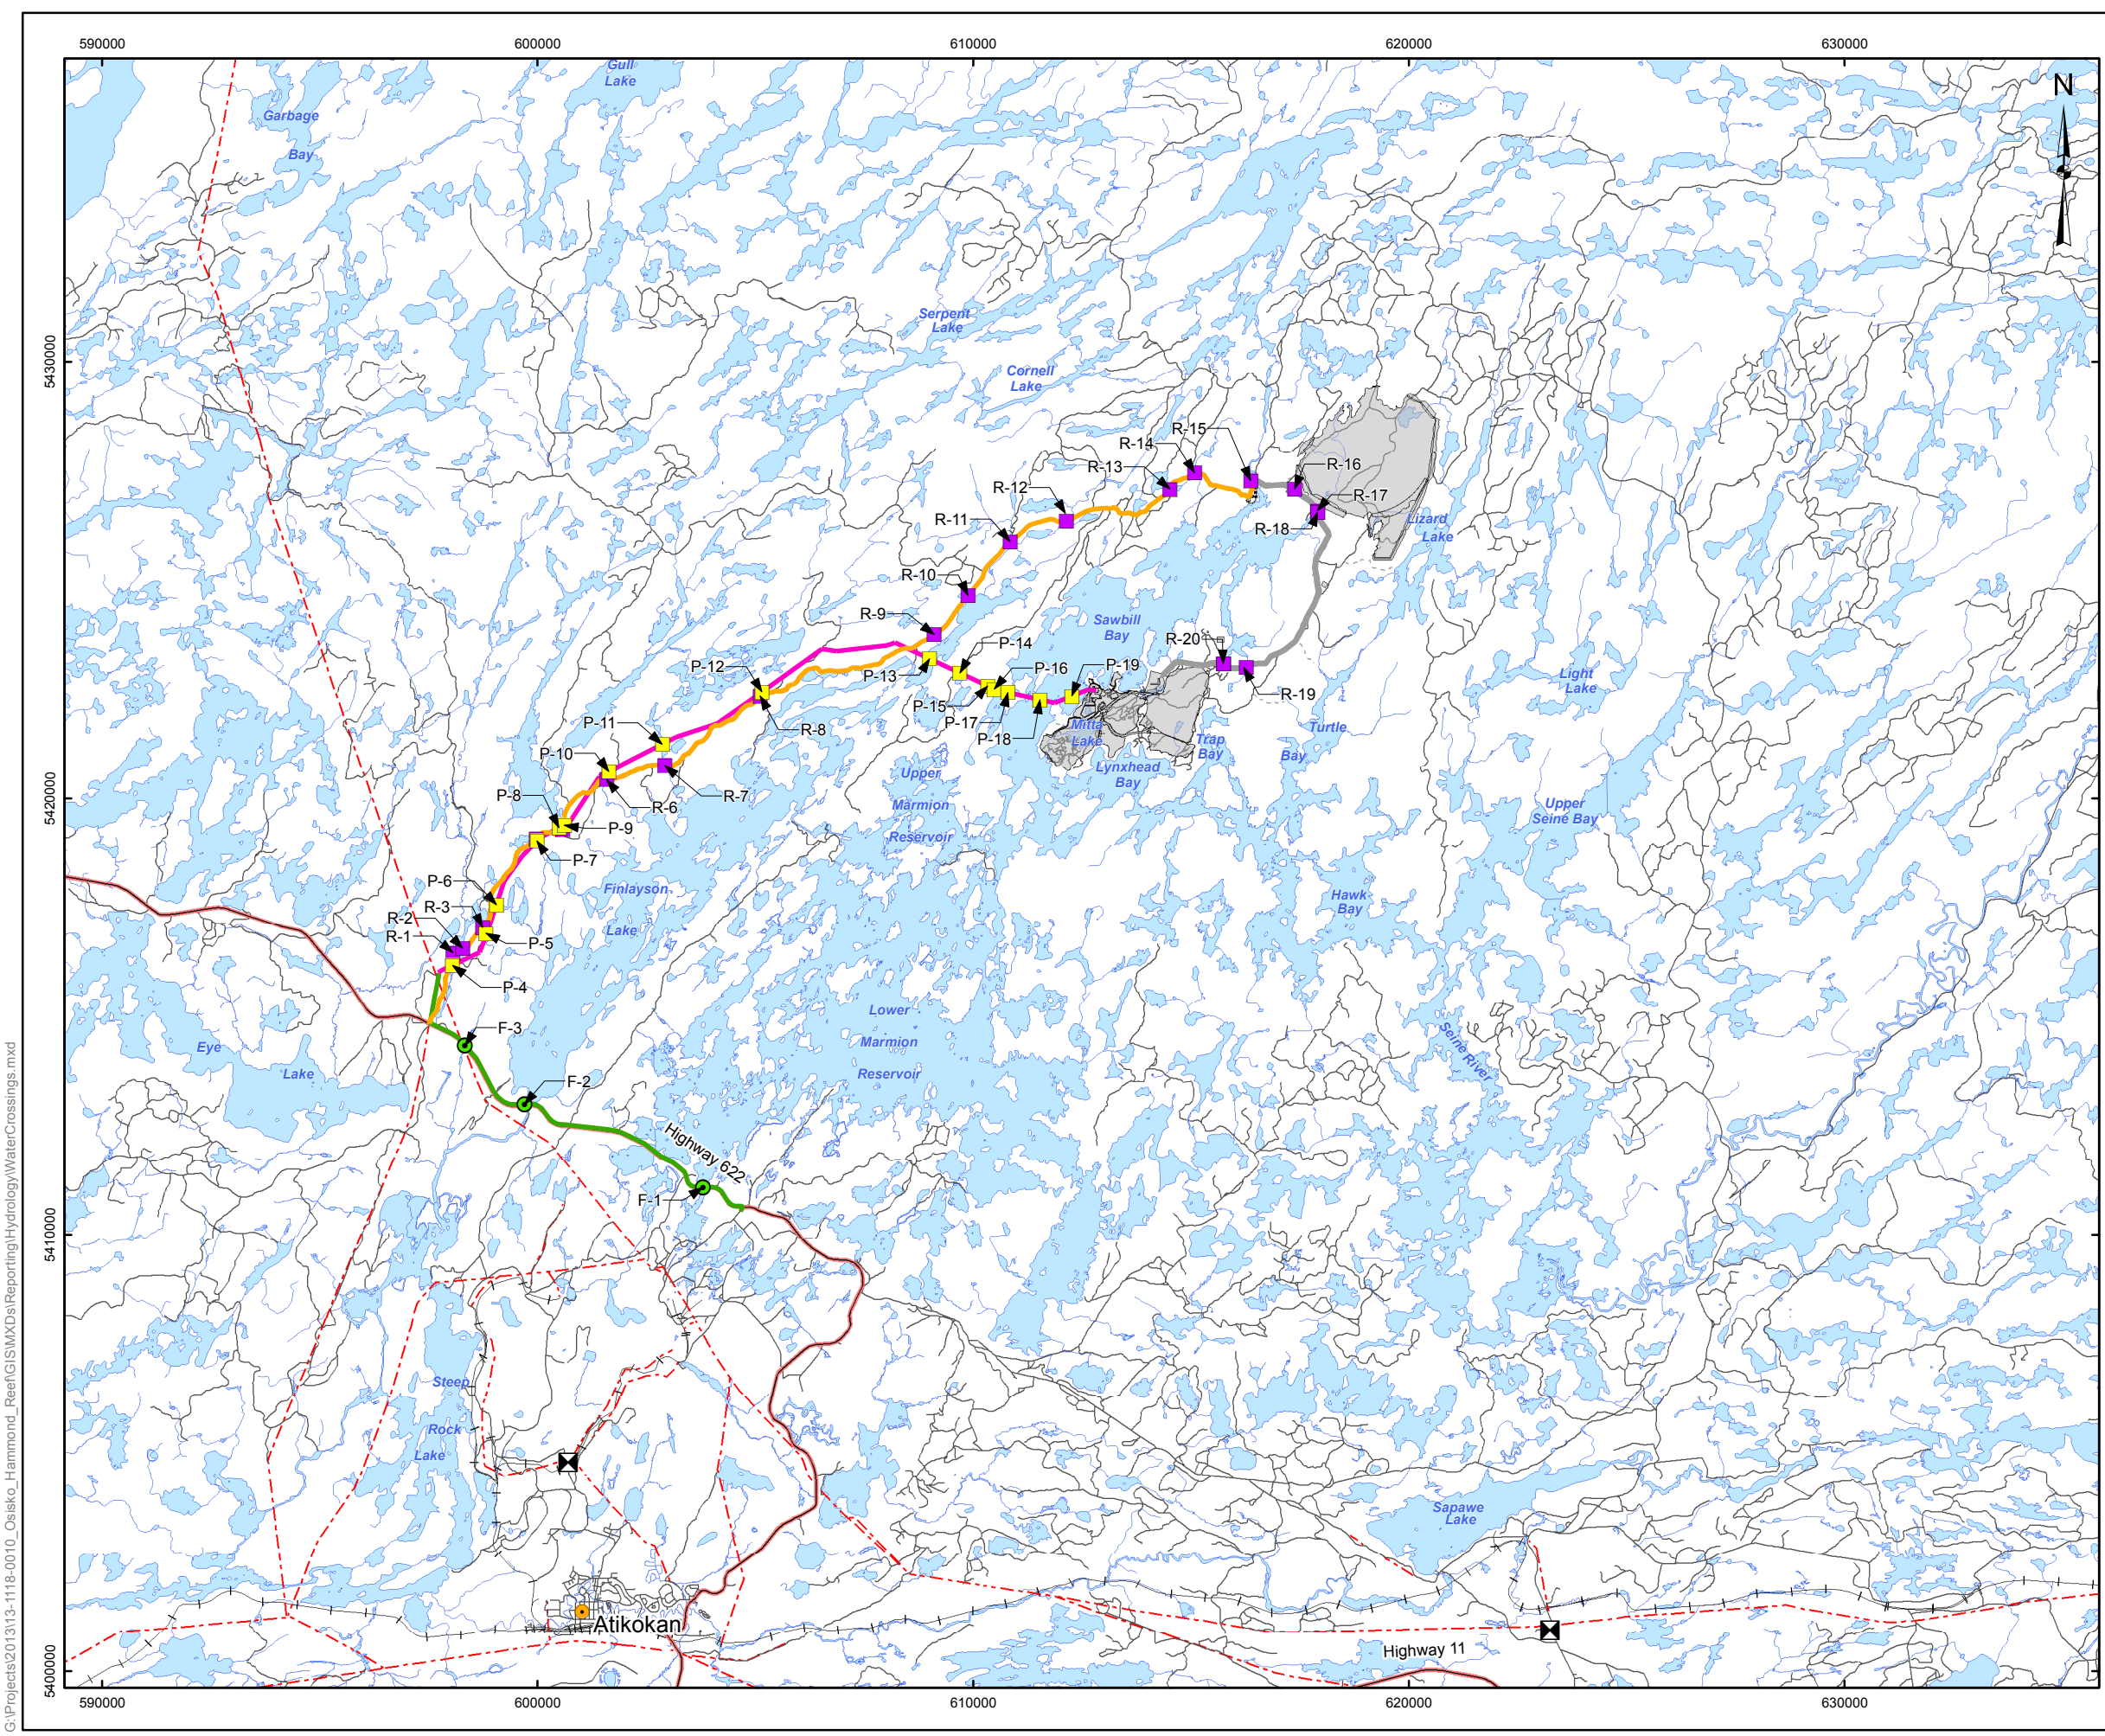 590000
600000
610000
620000
630000
Gull
Lake
Garbage
Bay
N
Serpent
Lake
5430000
Cornell
Lake
R-15
R-14
R-13
R-16
R-12
R-17
R-11
R-18
Lizard
Lake
R-10
R-9
Sawbill
Bay
R-20
P-14
P-12
P-16
P-19
P-13
Light
Lake
R-19
P-15
P-11
P-17
R-8
Mitta
Lake
Turtle
P-18
P-10
Trap
Bay
Bay
Lynxhead
Bay
Upper
Marmion
Reservoir
P-8
R-7
R-6
5420000
Upper
Seine Bay
P-9
P-7
P-6
Finlayson
Lake
Hawk
Bay
R-3
R-2
R-1
P-5
P-4
Lower
Marmion
Reservoir
F-3
Eye
Lake
Seine River
F-2
Highway 622
F-1
5410000
Steep
Rock
Lake
Sapawe
Lake
Atikokan
Highway 11
5400000
590000
600000
610000
620000
630000
G:\Projects\2013\13-1118-0010_Osisko_Hammond_Reef\GIS\MXDs\Reporting\Hydrology\WaterCrossings.mxd